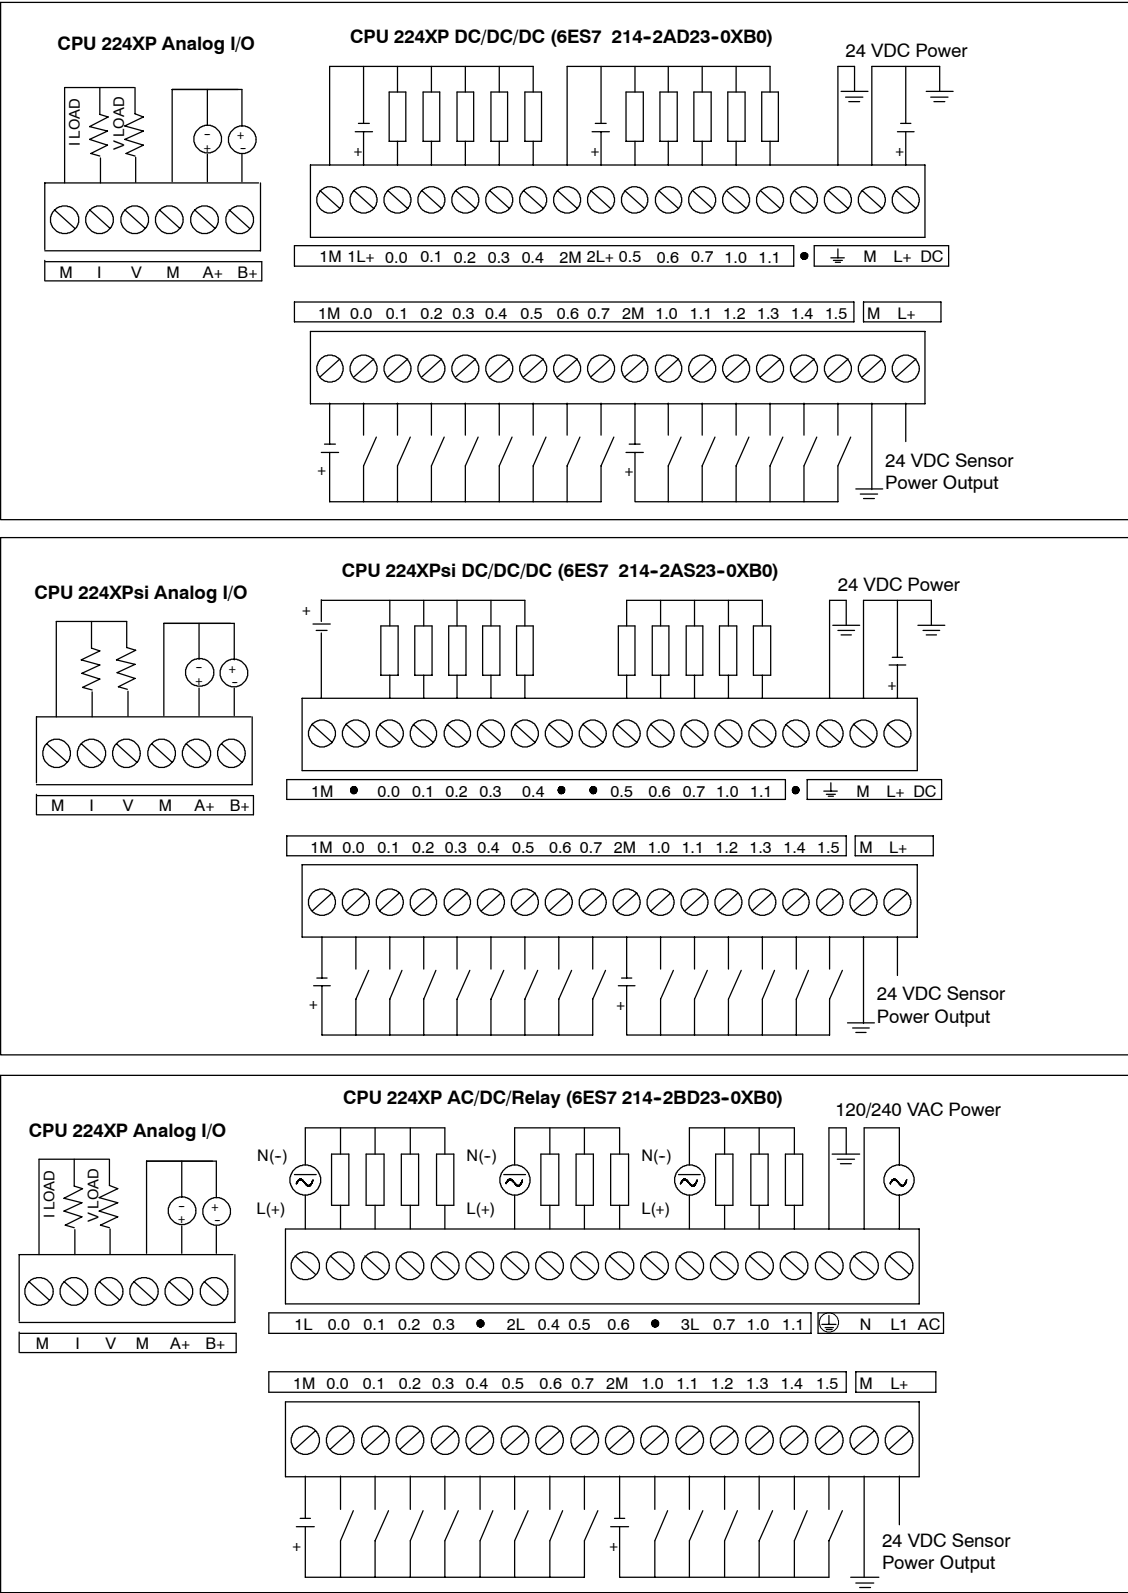 CPU 224XP Analog I/O
CPU 224XP DC/DC/DC (6ES7 214-2AD23-0XB0)
24 VDC Power
I LOAD
V LOAD
- +
+ -
+
+
+
M I V M A+ B+
1M 1L+ 0.0 0.1 0.2 0.3 0.4 2M 2L+ 0.5 0.6 0.7 1.0 1.1 ● ⏚ M L+ DC
1M 0.0 0.1 0.2 0.3 0.4 0.5 0.6 0.7 2M 1.0 1.1 1.2 1.3 1.4 1.5 M L+
+
+
24 VDC Sensor
Power Output
CPU 224XPsi Analog I/O
CPU 224XPsi DC/DC/DC (6ES7 214-2AS23-0XB0)
24 VDC Power
+
- +
+ -
+
M I V M A+ B+
1M ● 0.0 0.1 0.2 0.3 0.4 ● ● 0.5 0.6 0.7 1.0 1.1 ● ⏚ M L+ DC
1M 0.0 0.1 0.2 0.3 0.4 0.5 0.6 0.7 2M 1.0 1.1 1.2 1.3 1.4 1.5 M L+
+
+
24 VDC Sensor
Power Output
CPU 224XP Analog I/O
CPU 224XP AC/DC/Relay (6ES7 214-2BD23-0XB0)
120/240 VAC Power
I LOAD
V LOAD
- +
+ -
N(-)
L(+)
N(-)
L(+)
N(-)
L(+)
M I V M A+ B+
1L 0.0 0.1 0.2 0.3 ● 2L 0.4 0.5 0.6 ● 3L 0.7 1.0 1.1 ⏚ N L1 AC
1M 0.0 0.1 0.2 0.3 0.4 0.5 0.6 0.7 2M 1.0 1.1 1.2 1.3 1.4 1.5 M L+
+
+
24 VDC Sensor
Power Output